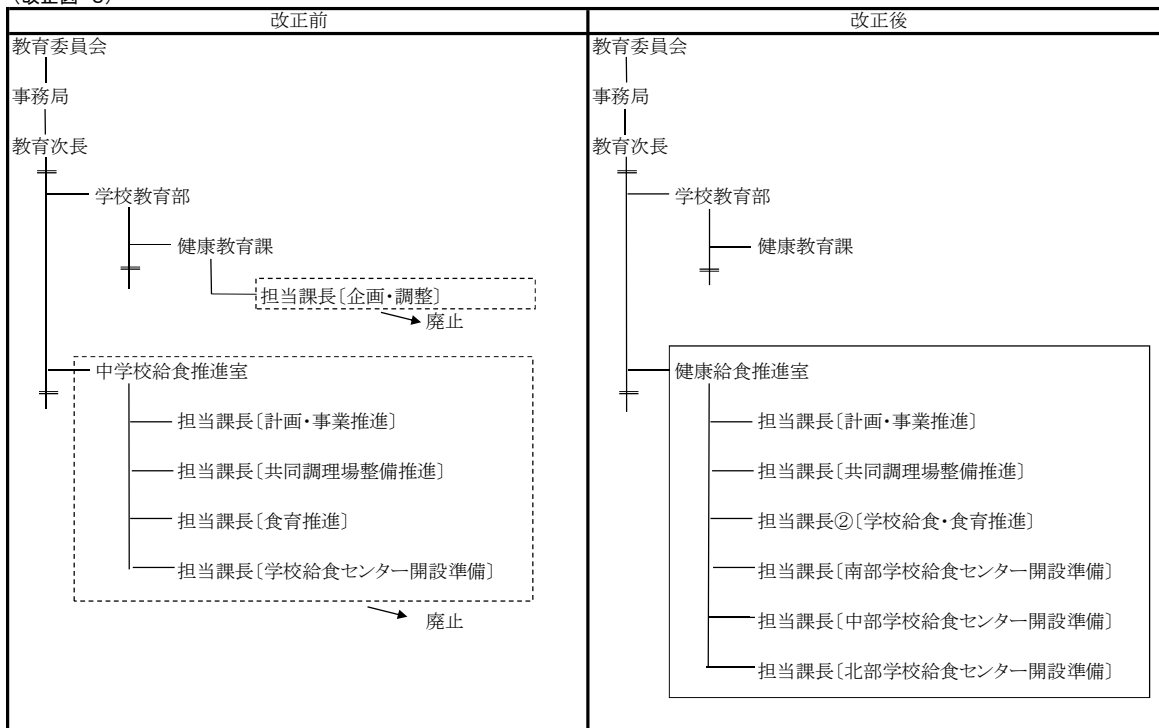 改正前
教育委員会
事務局
教育次長
学校教育部
健康教育課
担当課長〔企画・調整〕
廃止
中学校給食推進室
担当課長〔計画・事業推進〕
担当課長〔共同調理場整備推進〕
担当課長〔食育推進〕
担当課長〔学校給食センター開設準備〕
廃止
改正後
教育委員会
事務局
教育次長
学校教育部
健康教育課
健康給食推進室
担当課長〔計画・事業推進〕
担当課長〔共同調理場整備推進〕
担当課長②〔学校給食・食育推進〕
担当課長〔南部学校給食センター開設準備〕
担当課長〔中部学校給食センター開設準備〕
担当課長〔北部学校給食センター開設準備〕